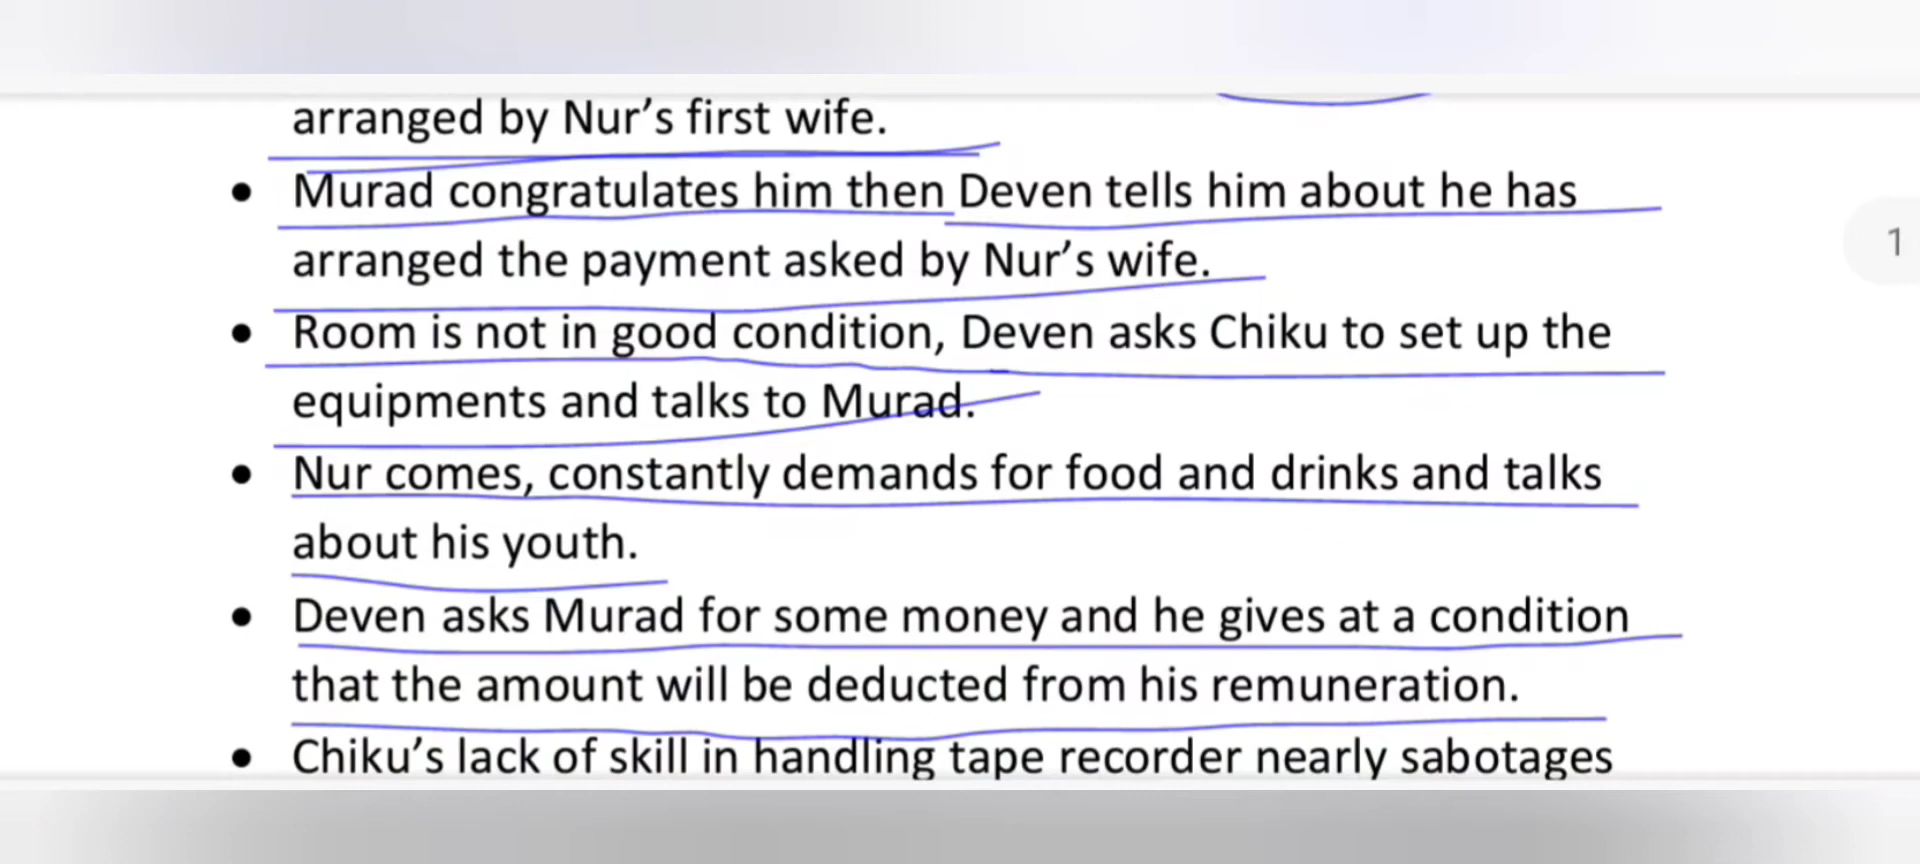 arranged by Nur’s first wife.
• Murad congratulates him then Deven tells him about he has
arranged the payment asked by Nur’s wife.
• Room is not in good condition, Deven asks Chiku to set up the
equipments and talks to Murad.
• Nur comes, constantly demands for food and drinks and talks
about his youth.
• Deven asks Murad for some money and he gives at a condition
that the amount will be deducted from his remuneration.
• Chiku’s lack of skill in handling tape recorder nearly sabotages
1